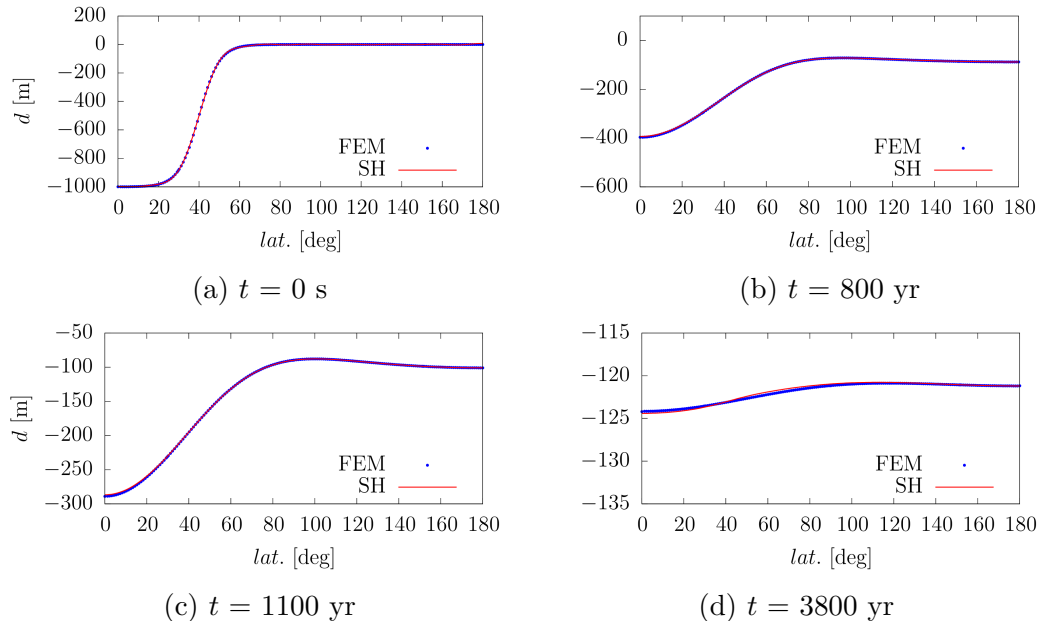 200
0
−200
−400
−600
−800
−1000
d [m]
0 20 40 60 80 100 120 140 160 180
lat. [deg]
FEM
SH
(a) t = 0 s
0
−200
−400
−600
0 20 40 60 80 100 120 140 160 180
lat. [deg]
FEM
SH
(b) t = 800 yr
−50
−100
−150
−200
−250
−300
d [m]
0 20 40 60 80 100 120 140 160 180
lat. [deg]
FEM
SH
(c) t = 1100 yr
−115
−120
−125
−130
−135
0 20 40 60 80 100 120 140 160 180
lat. [deg]
FEM
SH
(d) t = 3800 yr